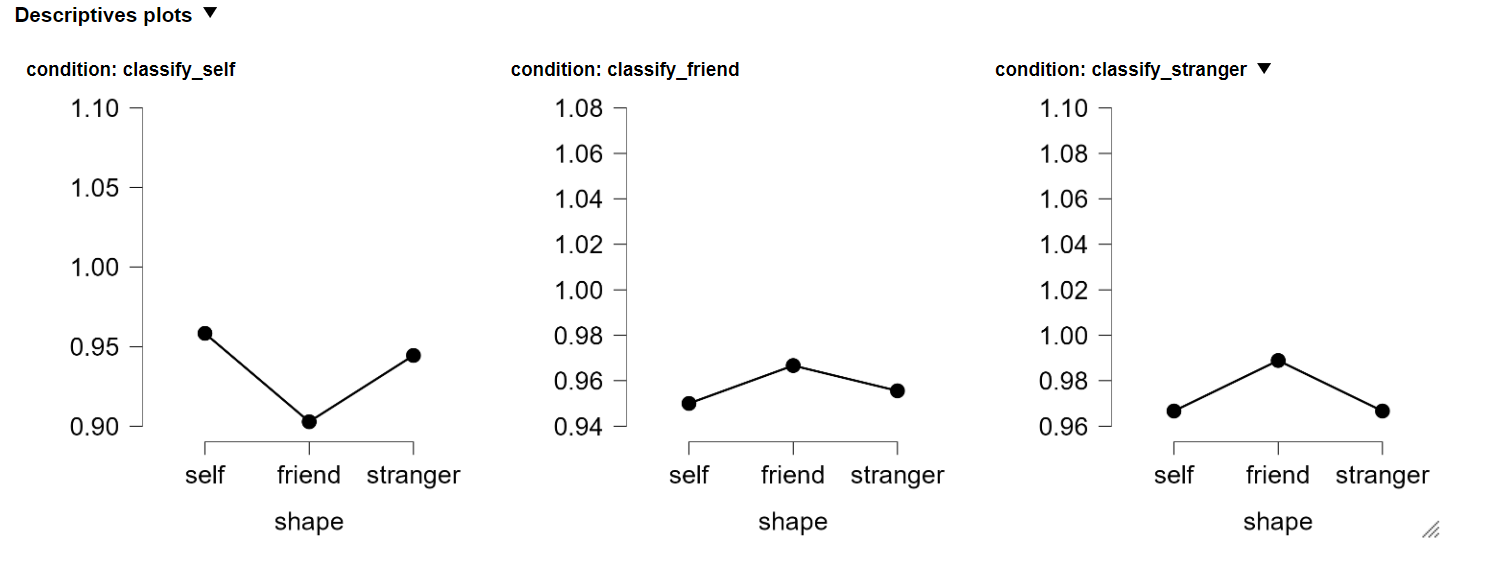 Descriptives plots ▼
condition: classify_self
1.10
1.05
1.00
0.95
0.90
self friend stranger
shape
condition: classify_friend
1.08
1.06
1.04
1.02
1.00
0.98
0.96
0.94
self friend stranger
shape
condition: classify_stranger ▼
1.10
1.08
1.06
1.04
1.02
1.00
0.98
0.96
self friend stranger
shape